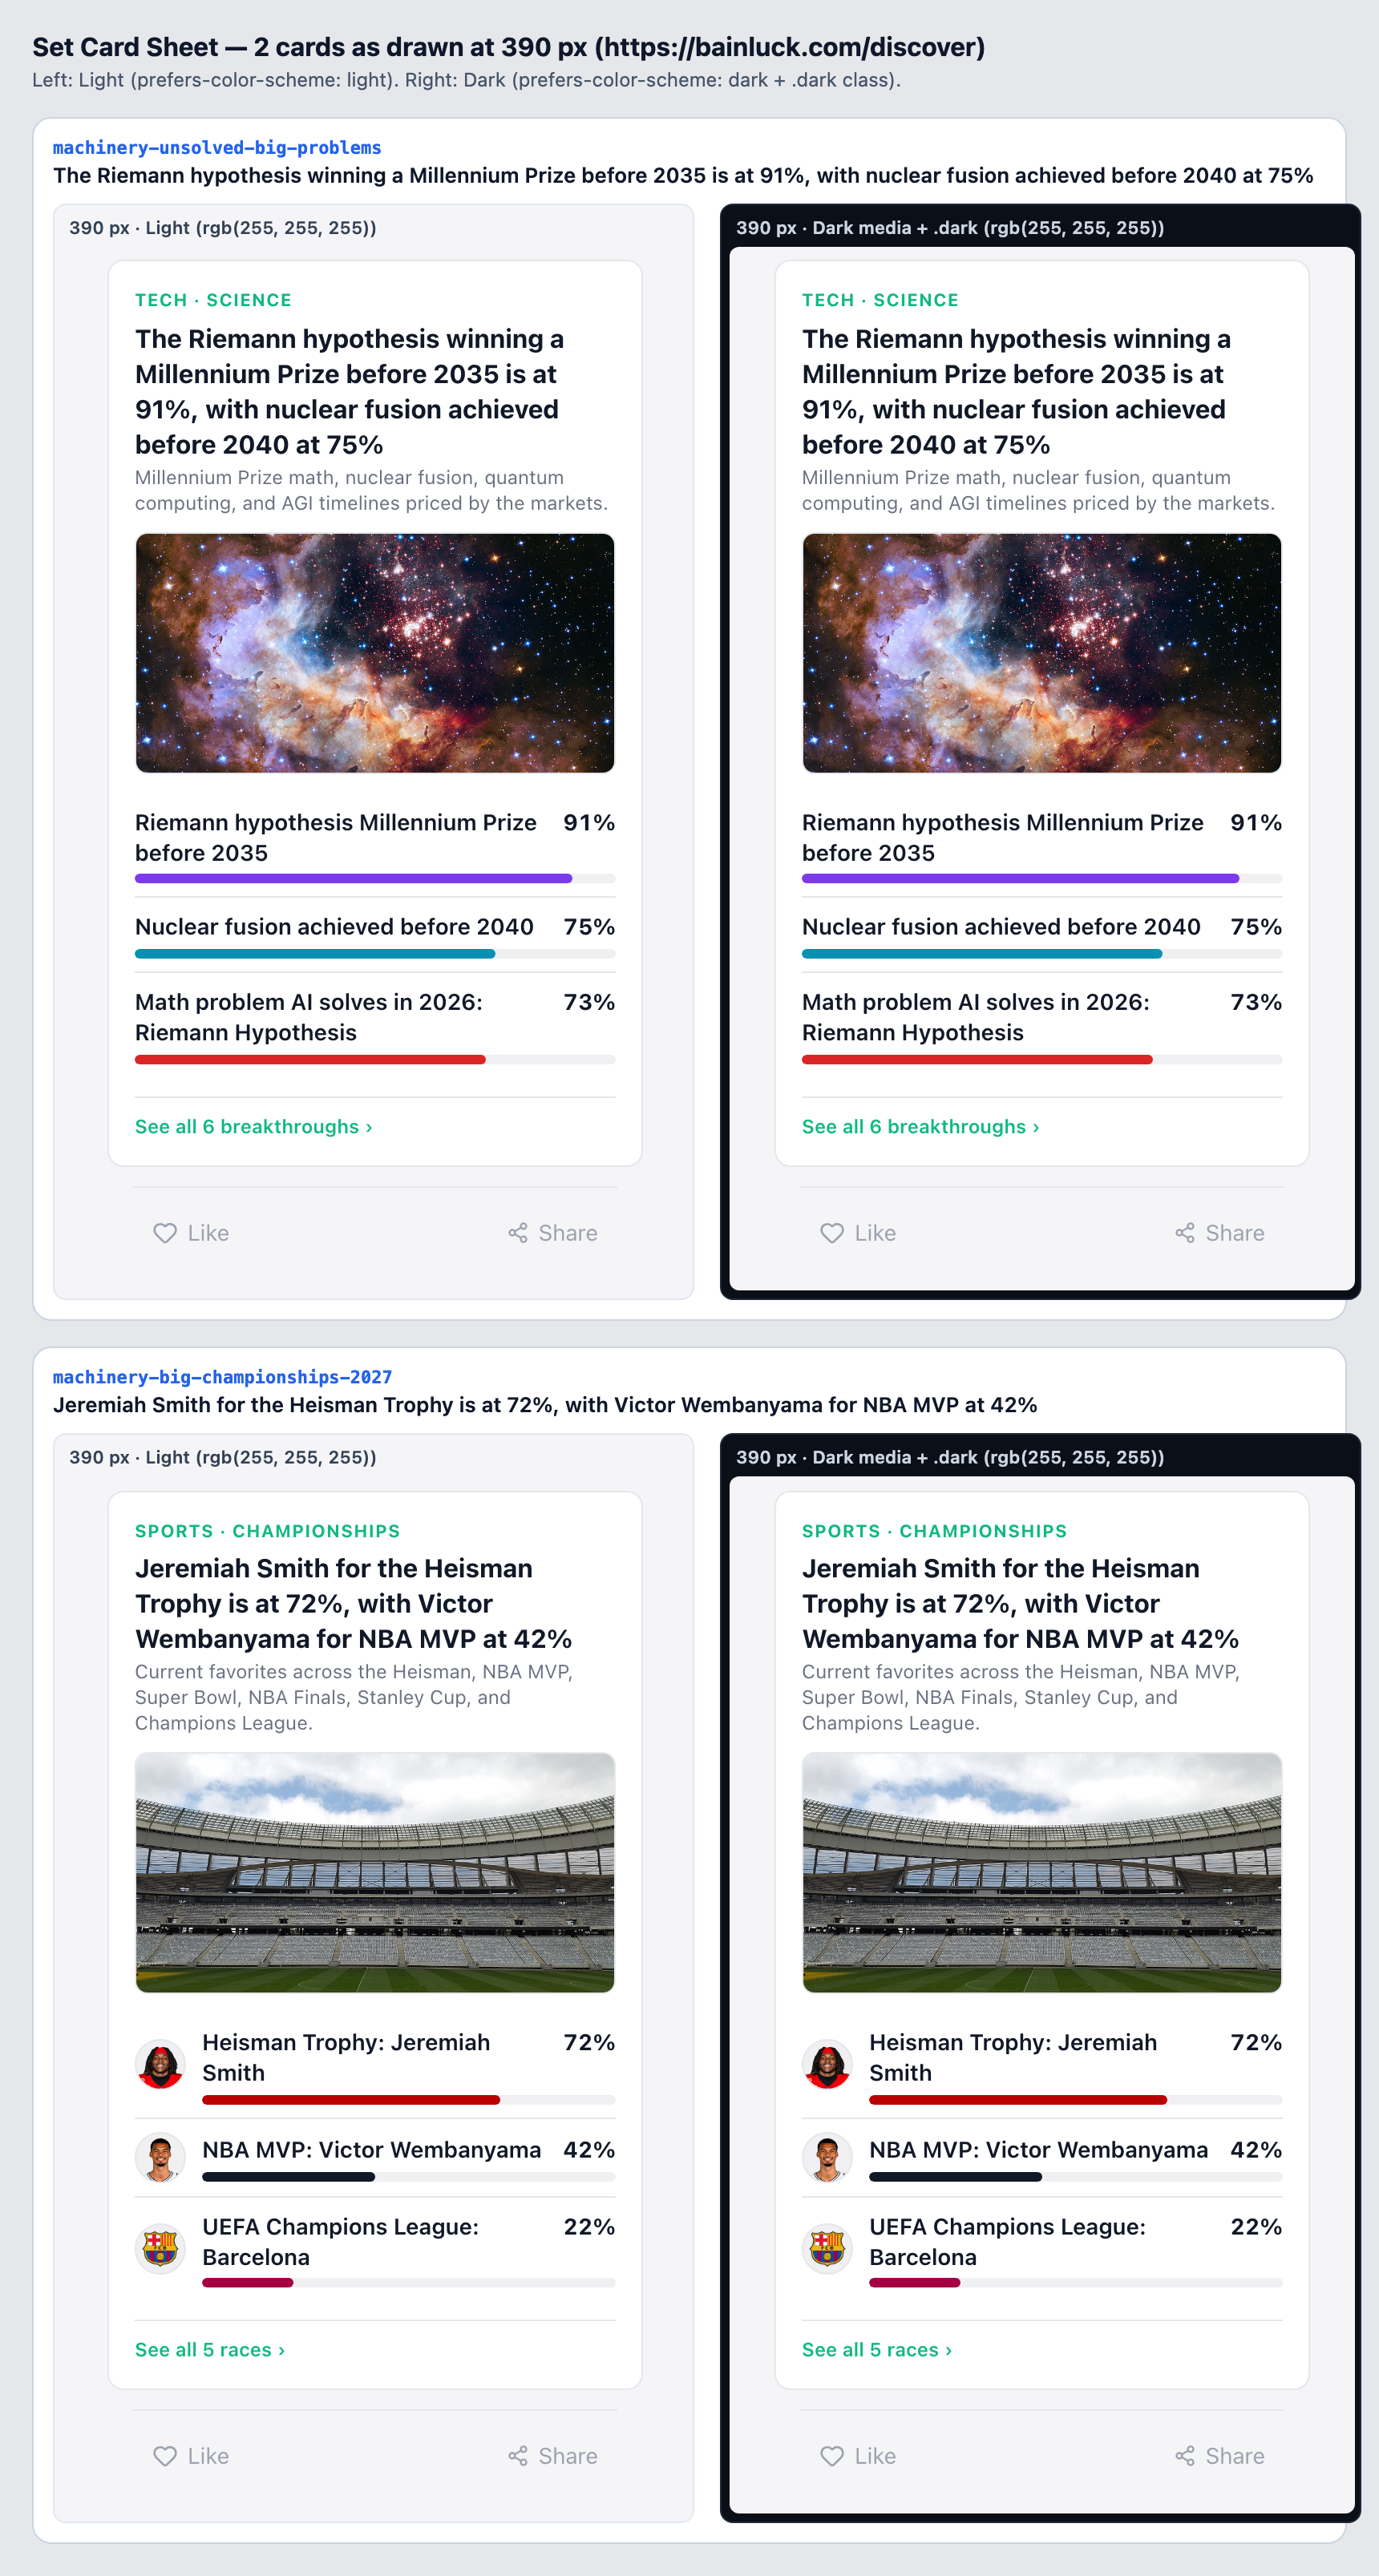 Set Card Sheet — 2 cards as drawn at 390 px (https://bainluck.com/discover)
Left: Light (prefers-color-scheme: light). Right: Dark (prefers-color-scheme: dark + .dark class).
machinery-unsolved-big-problems
The Riemann hypothesis winning a Millennium Prize before 2035 is at 91%, with nuclear fusion achieved before 2040 at 75%
390 px · Light (rgb(255, 255, 255))
TECH · SCIENCE
The Riemann hypothesis winning a
Millennium Prize before 2035 is at
91%, with nuclear fusion achieved
before 2040 at 75%
Millennium Prize math, nuclear fusion, quantum
computing, and AGI timelines priced by the markets.
Riemann hypothesis Millennium Prize 91%
before 2035
Nuclear fusion achieved before 2040 75%
Math problem AI solves in 2026: 73%
Riemann Hypothesis
See all 6 breakthroughs ›
Like Share
390 px · Dark media + .dark (rgb(255, 255, 255))
TECH · SCIENCE
The Riemann hypothesis winning a
Millennium Prize before 2035 is at
91%, with nuclear fusion achieved
before 2040 at 75%
Millennium Prize math, nuclear fusion, quantum
computing, and AGI timelines priced by the markets.
Riemann hypothesis Millennium Prize 91%
before 2035
Nuclear fusion achieved before 2040 75%
Math problem AI solves in 2026: 73%
Riemann Hypothesis
See all 6 breakthroughs ›
Like Share
machinery-big-championships-2027
Jeremiah Smith for the Heisman Trophy is at 72%, with Victor Wembanyama for NBA MVP at 42%
390 px · Light (rgb(255, 255, 255))
SPORTS · CHAMPIONSHIPS
Jeremiah Smith for the Heisman
Trophy is at 72%, with Victor
Wembanyama for NBA MVP at 42%
Current favorites across the Heisman, NBA MVP,
Super Bowl, NBA Finals, Stanley Cup, and
Champions League.
Heisman Trophy: Jeremiah 72%
Smith
NBA MVP: Victor Wembanyama 42%
UEFA Champions League: 22%
Barcelona
See all 5 races ›
Like Share
390 px · Dark media + .dark (rgb(255, 255, 255))
SPORTS · CHAMPIONSHIPS
Jeremiah Smith for the Heisman
Trophy is at 72%, with Victor
Wembanyama for NBA MVP at 42%
Current favorites across the Heisman, NBA MVP,
Super Bowl, NBA Finals, Stanley Cup, and
Champions League.
Heisman Trophy: Jeremiah 72%
Smith
NBA MVP: Victor Wembanyama 42%
UEFA Champions League: 22%
Barcelona
See all 5 races ›
Like Share